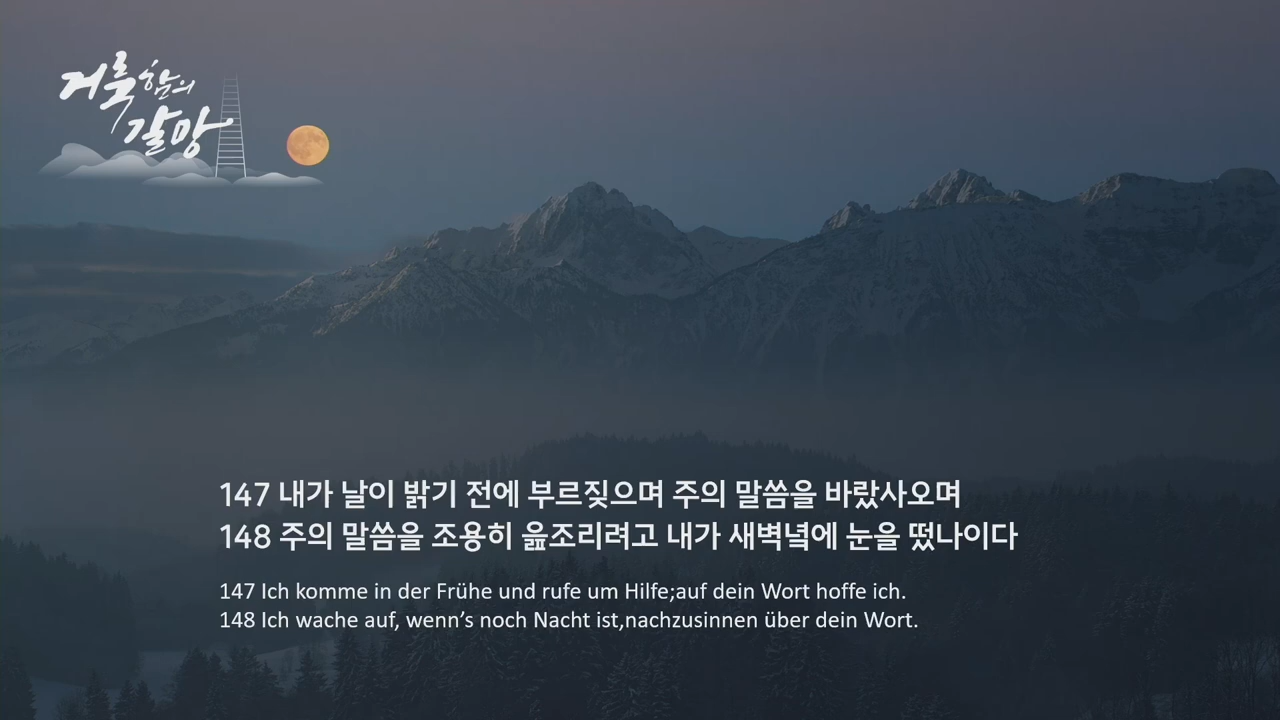 거룩함의
갈망
147 내가 날이 밝기 전에 부르짖으며 주의 말씀을 바랐사오며
148 주의 말씀을 조용히 읊조리려고 내가 새벽녘에 눈을 떴나이다
147 Ich komme in der Frühe und rufe um Hilfe;auf dein Wort hoffe ich.
148 Ich wache auf, wenn’s noch Nacht ist,nachzusinnen über dein Wort.